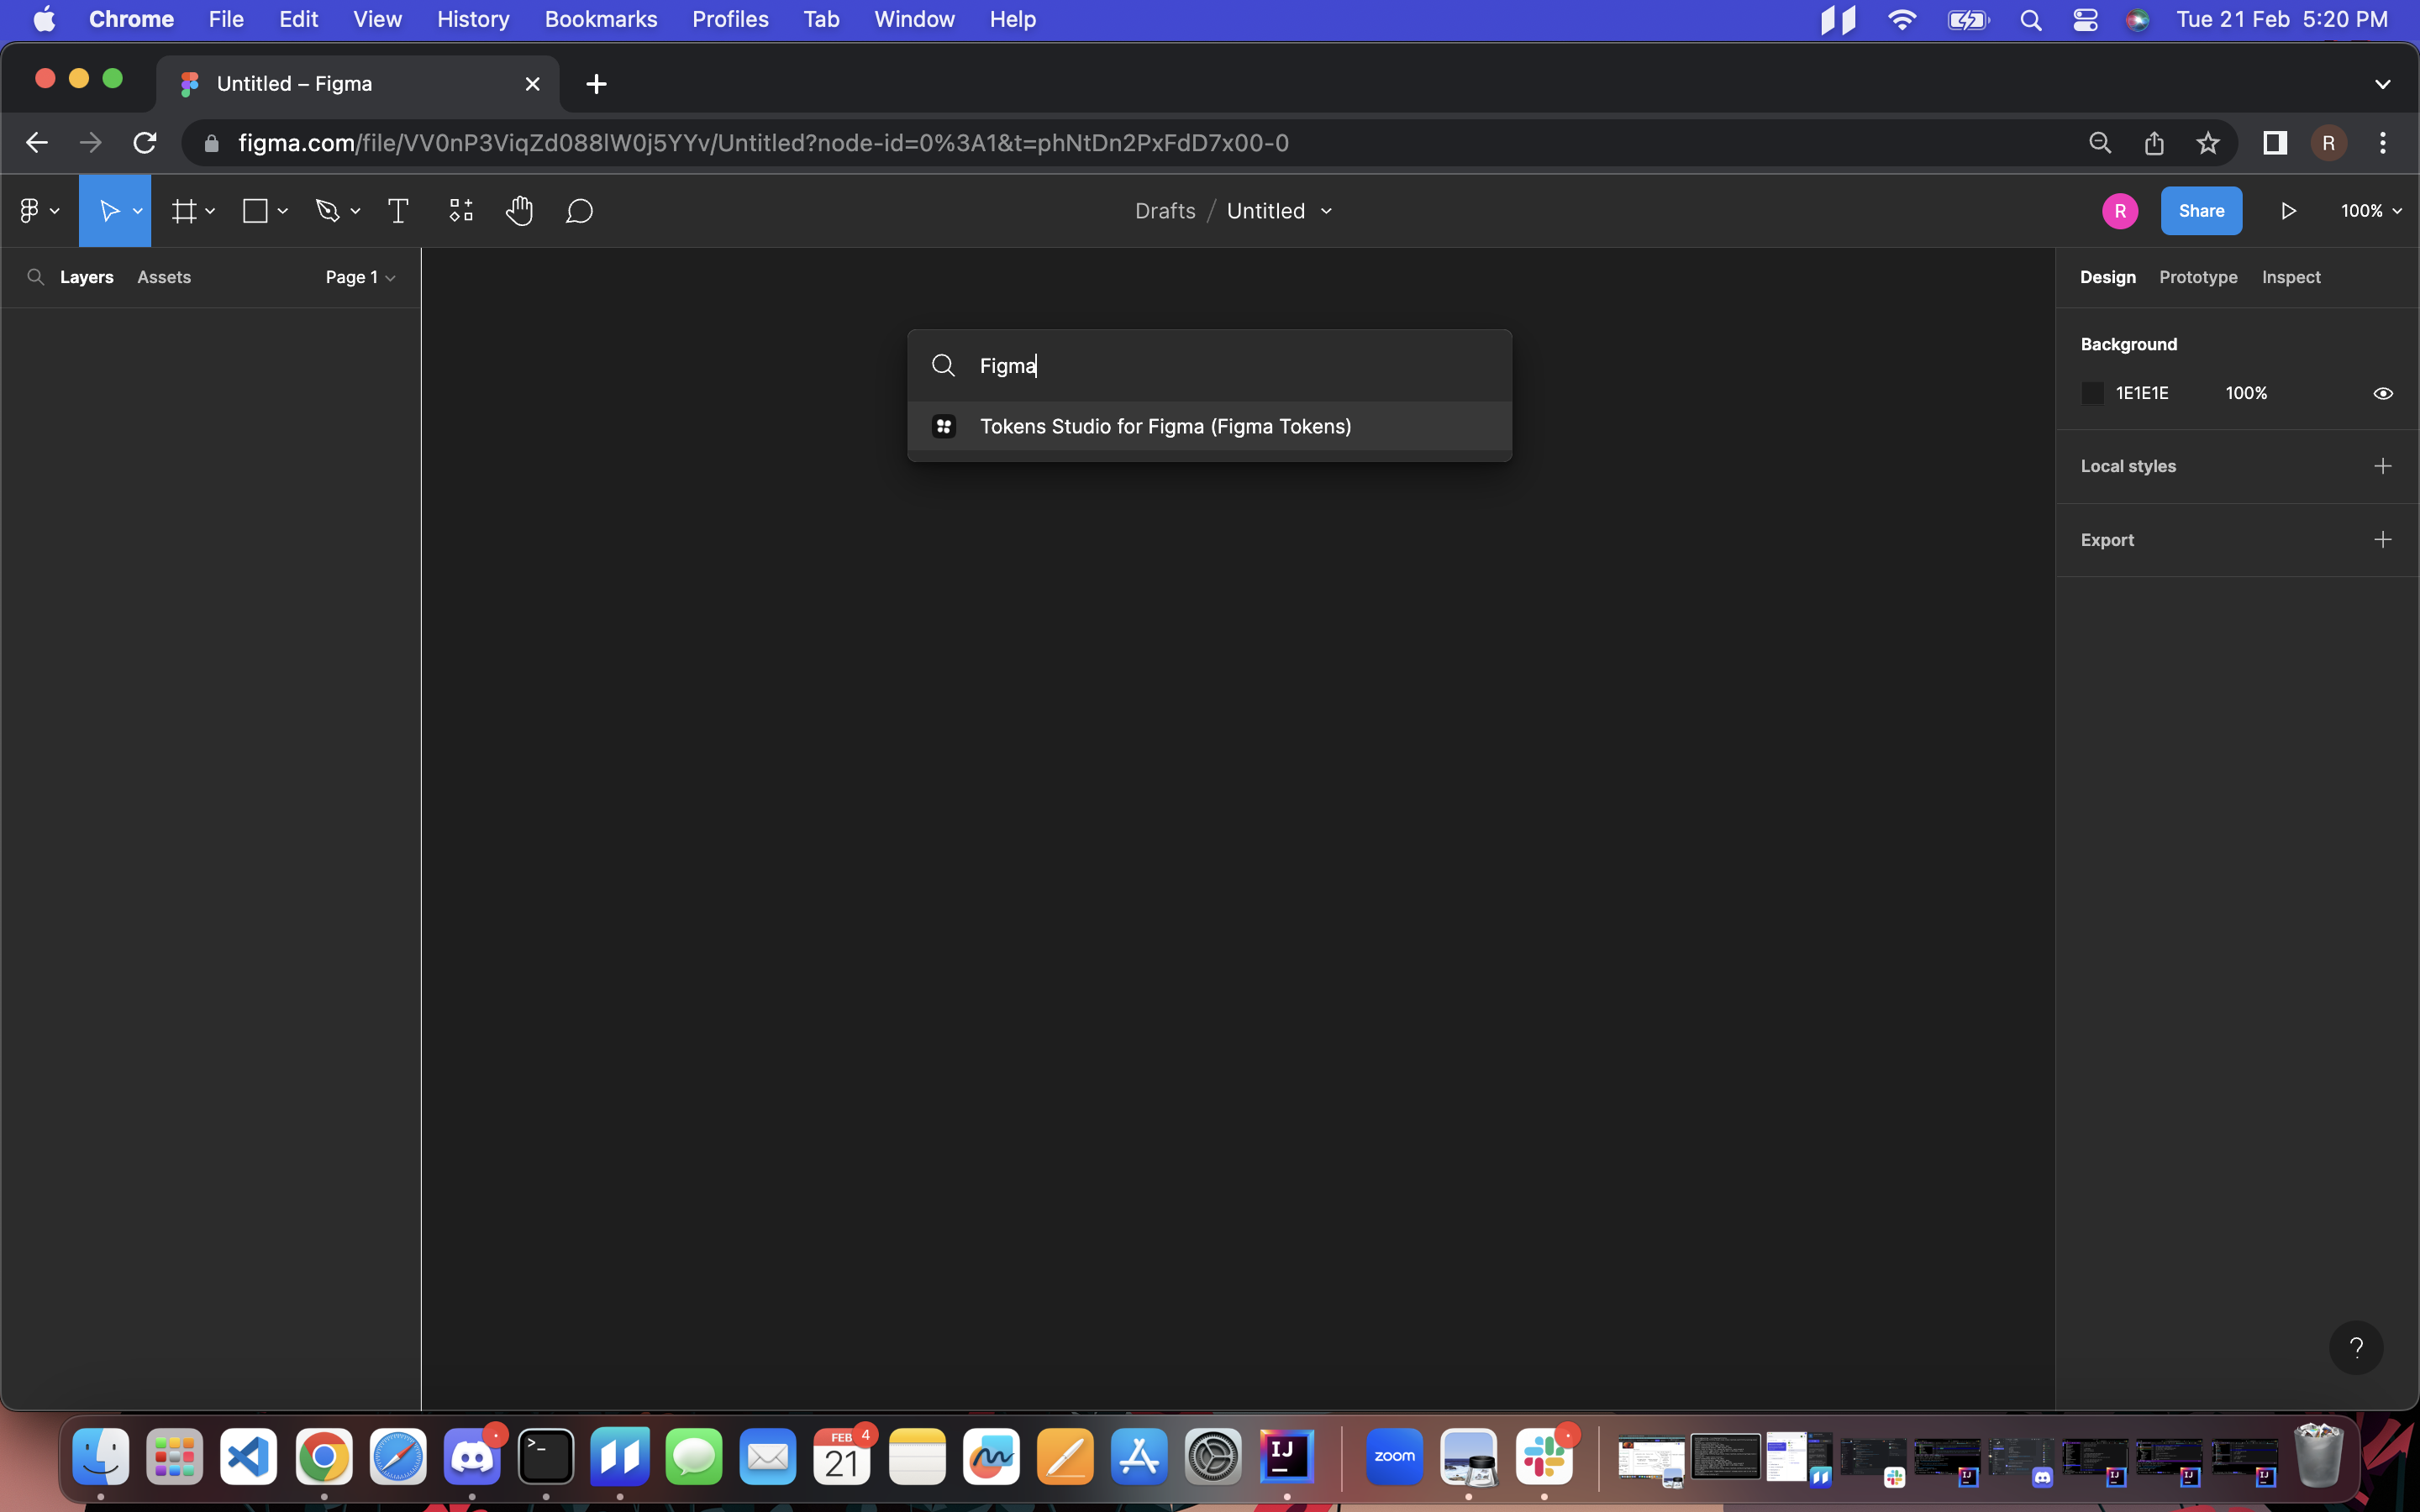 Chrome File Edit View History Bookmarks Profiles Tab Window Help Tue 21 Feb 5:20 PM
Untitled – Figma
figma.com/file/VV0nP3ViqZd088lW0j5YYv/Untitled?node-id=0%3A1&t=phNtDn2PxFdD7x00-0 R
Drafts / Untitled R Share 100%
Layers Assets Page 1 Design Prototype Inspect
Background
1E1E1E 100%
Local styles
Export
Figma
Tokens Studio for Figma (Figma Tokens)
?
FEB 4
21
IJ
zoom